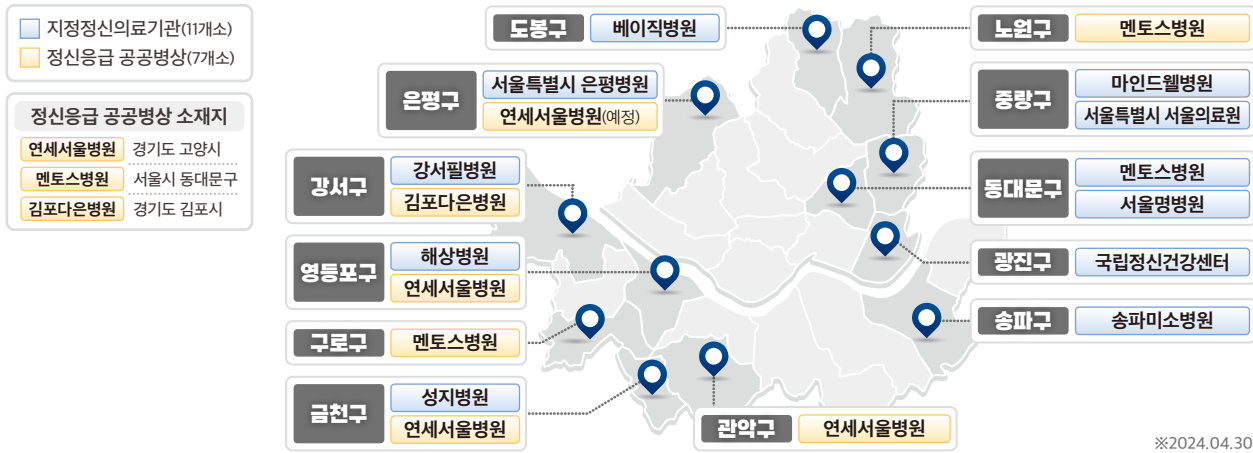 지정정신의료기관(11개소)
정신응급 공공병상(7개소)
정신응급 공공병상 소재지
연세서울병원 경기도 고양시
멘토스병원 서울시 동대문구
김포다은병원 경기도 김포시
도봉구 베이직병원
은평구
서울특별시 은평병원
연세서울병원(예정)
강서구
강서필병원
김포다은병원
영등포구
해상병원
연세서울병원
구로구 멘토스병원
금천구
성지병원
연세서울병원
관악구 연세서울병원
노원구 멘토스병원
중랑구
마인드웰병원
서울특별시 서울의료원
동대문구
멘토스병원
서울명병원
광진구 국립정신건강센터
송파구 송파미소병원
※2024.04.30